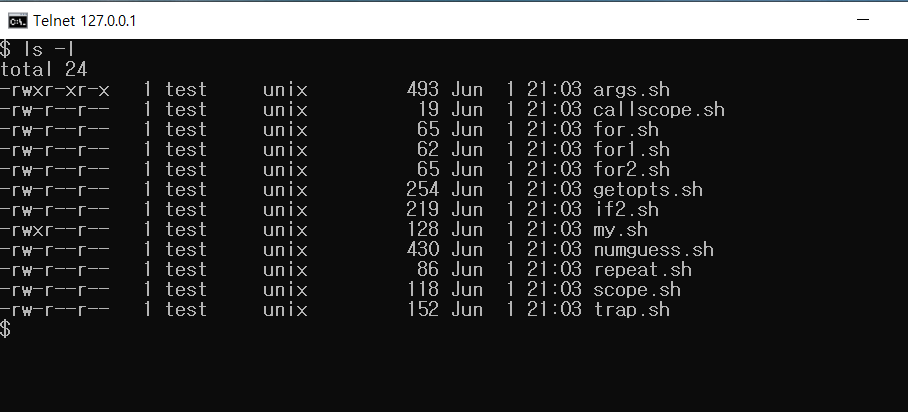 Telnet 127.0.0.1
$ ls -l
total 24
-rwxr-xr-x   1 test     unix         493 Jun  1 21:03 args.sh
-rw-r--r--   1 test     unix          19 Jun  1 21:03 callscope.sh
-rw-r--r--   1 test     unix          65 Jun  1 21:03 for.sh
-rw-r--r--   1 test     unix          62 Jun  1 21:03 for1.sh
-rw-r--r--   1 test     unix          65 Jun  1 21:03 for2.sh
-rw-r--r--   1 test     unix         254 Jun  1 21:03 getopts.sh
-rw-r--r--   1 test     unix         219 Jun  1 21:03 if2.sh
-rwxr--r--   1 test     unix         128 Jun  1 21:03 my.sh
-rw-r--r--   1 test     unix         430 Jun  1 21:03 numguess.sh
-rw-r--r--   1 test     unix          86 Jun  1 21:03 repeat.sh
-rw-r--r--   1 test     unix         118 Jun  1 21:03 scope.sh
-rw-r--r--   1 test     unix         152 Jun  1 21:03 trap.sh
$